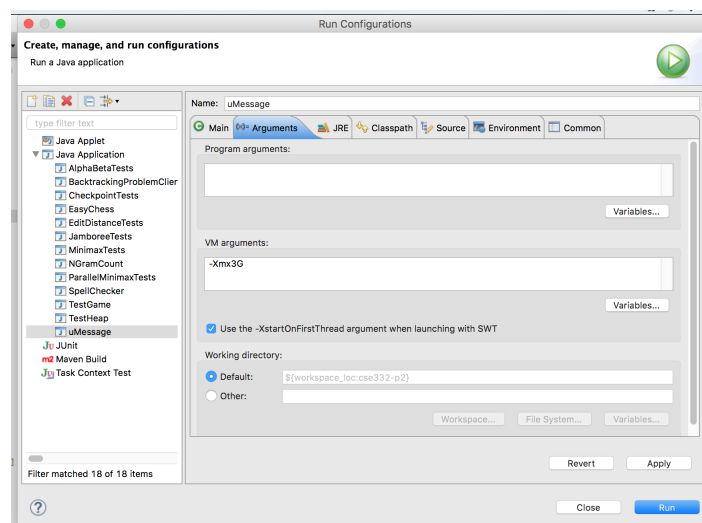 Run Configurations
Create, manage, and run configurations
Run a Java application
type filter text
Java Applet
Java Application
AlphaBetaTests
BacktrackingProblemClier
CheckpointTests
EasyChess
EditDistanceTests
JamboreeTests
MinimaxTests
NGramCount
ParallelMinimaxTests
SpellChecker
TestGame
TestHeap
uMessage
JUnit
Maven Build
Task Context Test
Filter matched 18 of 18 items
Name: uMessage
Main Arguments JRE Classpath Source Environment Common
Program arguments:
Variables...
VM arguments:
-Xmx3G
Variables...
Use the -XstartOnFirstThread argument when launching with SWT
Working directory:
Default: ${workspace_loc:cse332-p2}
Other:
Workspace... File System... Variables...
Revert Apply
Close Run